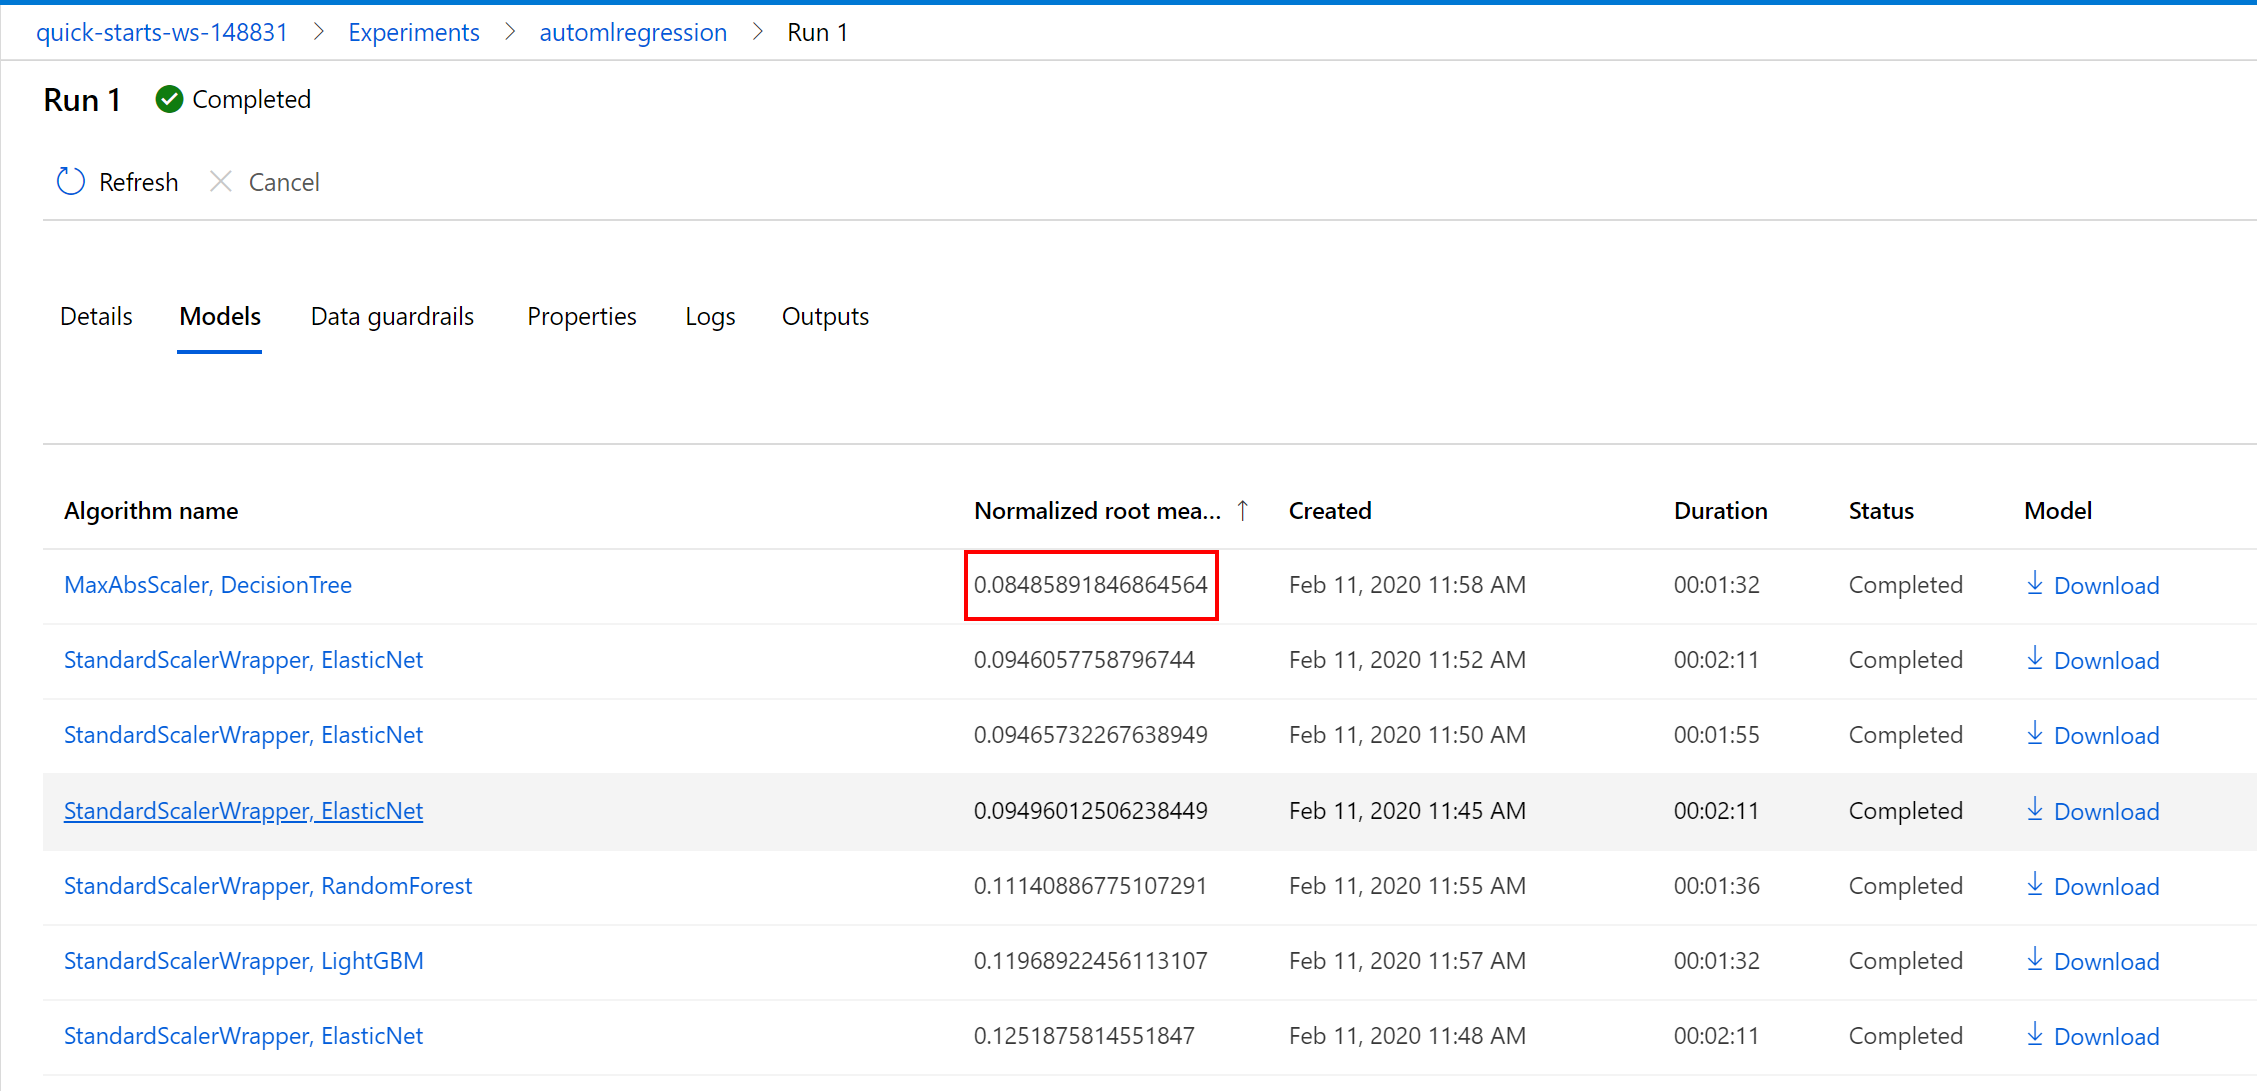 quick-starts-ws-148831 > Experiments > automlregression > Run 1
Run 1 Completed
Refresh Cancel
Details Models Data guardrails Properties Logs Outputs
Algorithm name Normalized root mea... ↑ Created Duration Status Model
MaxAbsScaler, DecisionTree 0.08485891846864564 Feb 11, 2020 11:58 AM 00:01:32 Completed Download
StandardScalerWrapper, ElasticNet 0.0946057758796744 Feb 11, 2020 11:52 AM 00:02:11 Completed Download
StandardScalerWrapper, ElasticNet 0.09465732267638949 Feb 11, 2020 11:50 AM 00:01:55 Completed Download
StandardScalerWrapper, ElasticNet 0.09496012506238449 Feb 11, 2020 11:45 AM 00:02:11 Completed Download
StandardScalerWrapper, RandomForest 0.11140886775107291 Feb 11, 2020 11:55 AM 00:01:36 Completed Download
StandardScalerWrapper, LightGBM 0.11968922456113107 Feb 11, 2020 11:57 AM 00:01:32 Completed Download
StandardScalerWrapper, ElasticNet 0.1251875814551847 Feb 11, 2020 11:48 AM 00:02:11 Completed Download